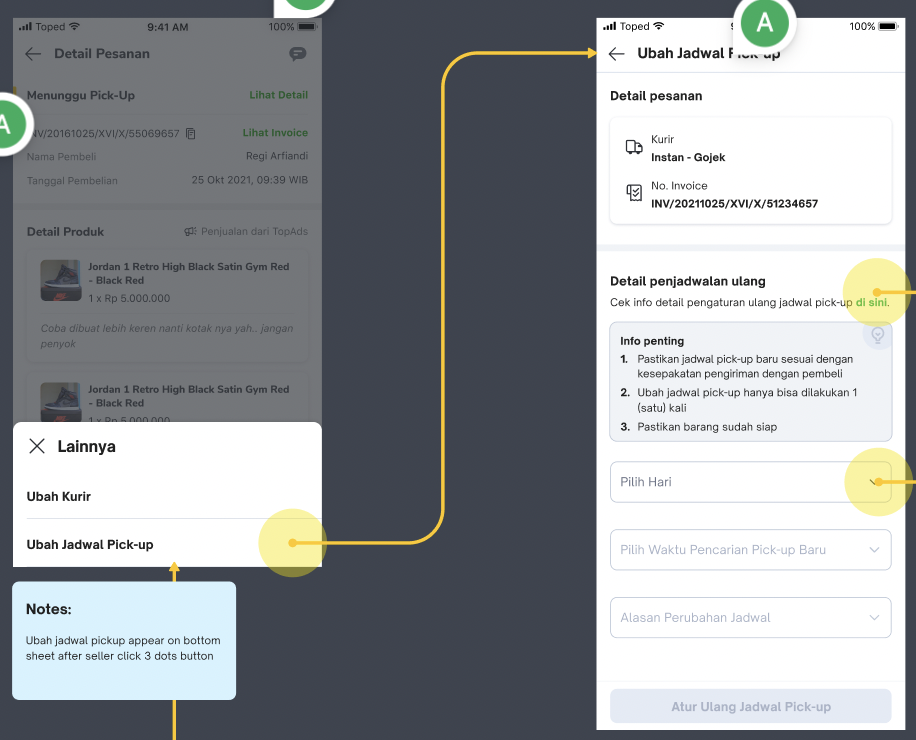 Toped
9:41 AM
100%
Detail Pesanan
Menunggu Pick-Up
Lihat Detail
A
NV/20161025/XVI/X/55069657
Lihat Invoice
Nama Pembeli
Regi Arfiandi
Tanggal Pembelian
25 Okt 2021, 09:39 WIB
Detail Produk
Penjualan dari TopAds
Jordan 1 Retro High Black Satin Gym Red
- Black Red
1 x Rp 5.000.000
Coba dibuat lebih keren nanti kotak nya yah.. jangan
penyok
Jordan 1 Retro High Black Satin Gym Red
- Black Red
1 x Rp 5.000.000
Lainnya
Ubah Kurir
Ubah Jadwal Pick-up
Notes:
Ubah jadwal pickup appear on bottom
sheet after seller click 3 dots button
Toped
A
100%
Ubah Jadwal Pick-up
Detail pesanan
Kurir
Instan - Gojek
No. Invoice
INV/20211025/XVI/X/51234657
Detail penjadwalan ulang
Cek info detail pengaturan ulang jadwal pick-up di sini.
Info penting
1. Pastikan jadwal pick-up baru sesuai dengan
kesepakatan pengiriman dengan pembeli
2. Ubah jadwal pick-up hanya bisa dilakukan 1
(satu) kali
3. Pastikan barang sudah siap
Pilih Hari
Pilih Waktu Pencarian Pick-up Baru
Alasan Perubahan Jadwal
Atur Ulang Jadwal Pick-up